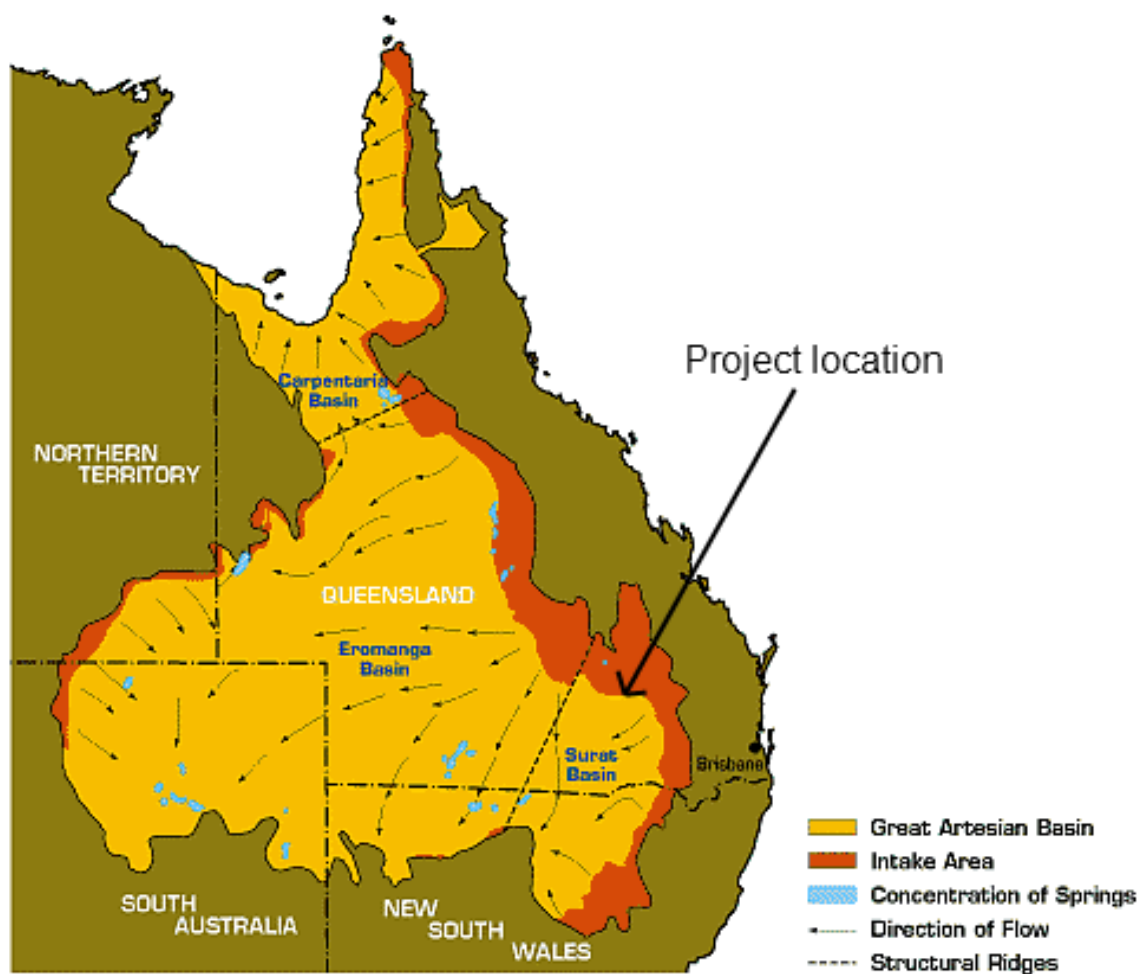 Project location
Carpentaria
Basin
NORTHERN
TERRITORY
QUEENSLAND
Eromanga
Basin
Surat
Basin
Brisbane
SOUTH
AUSTRALIA
NEW
SOUTH
WALES
Great Artesian Basin
Intake Area
Concentration of Springs
Direction of Flow
Structural Ridges